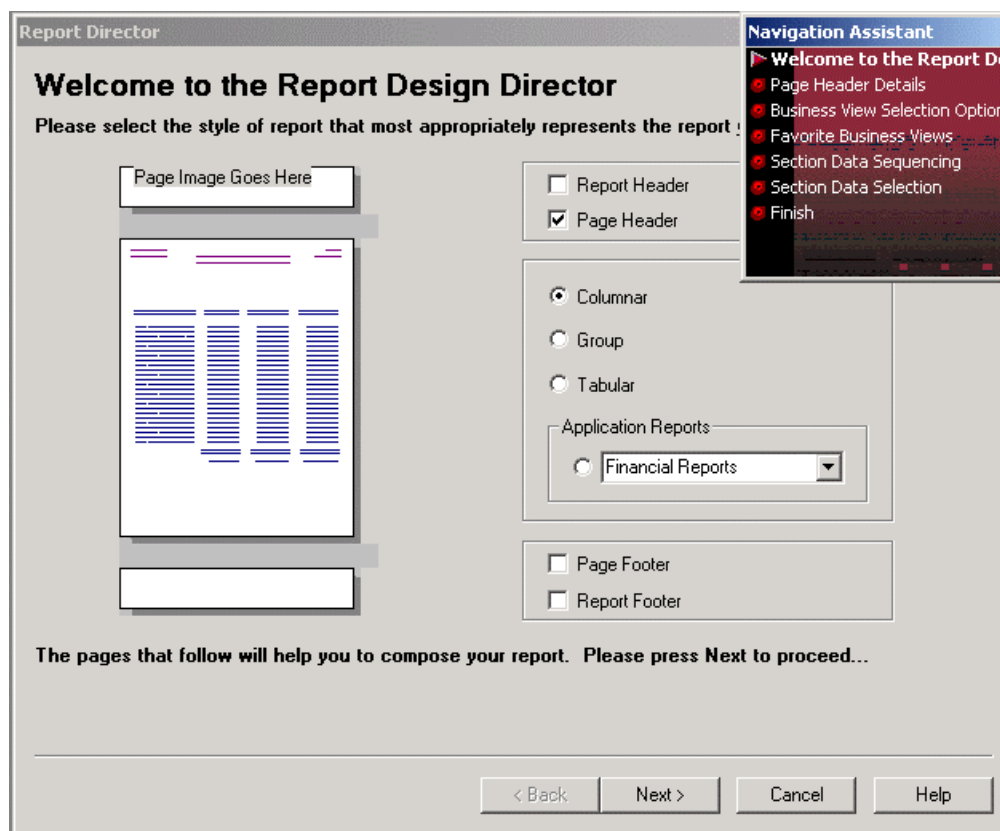 Report Director
Welcome to the Report Design Director
Please select the style of report that most appropriately represents the report
Page Image Goes Here
Report Header
Page Header
Columnar
Group
Tabular
Application Reports
Financial Reports
Page Footer
Report Footer
The pages that follow will help you to compose your report.  Please press Next to proceed...
< Back
Next >
Cancel
Help
Navigation Assistant
Welcome to the Report
Page Header Details
Business View Selection Option
Favorite Business Views
Section Data Sequencing
Section Data Selection
Finish